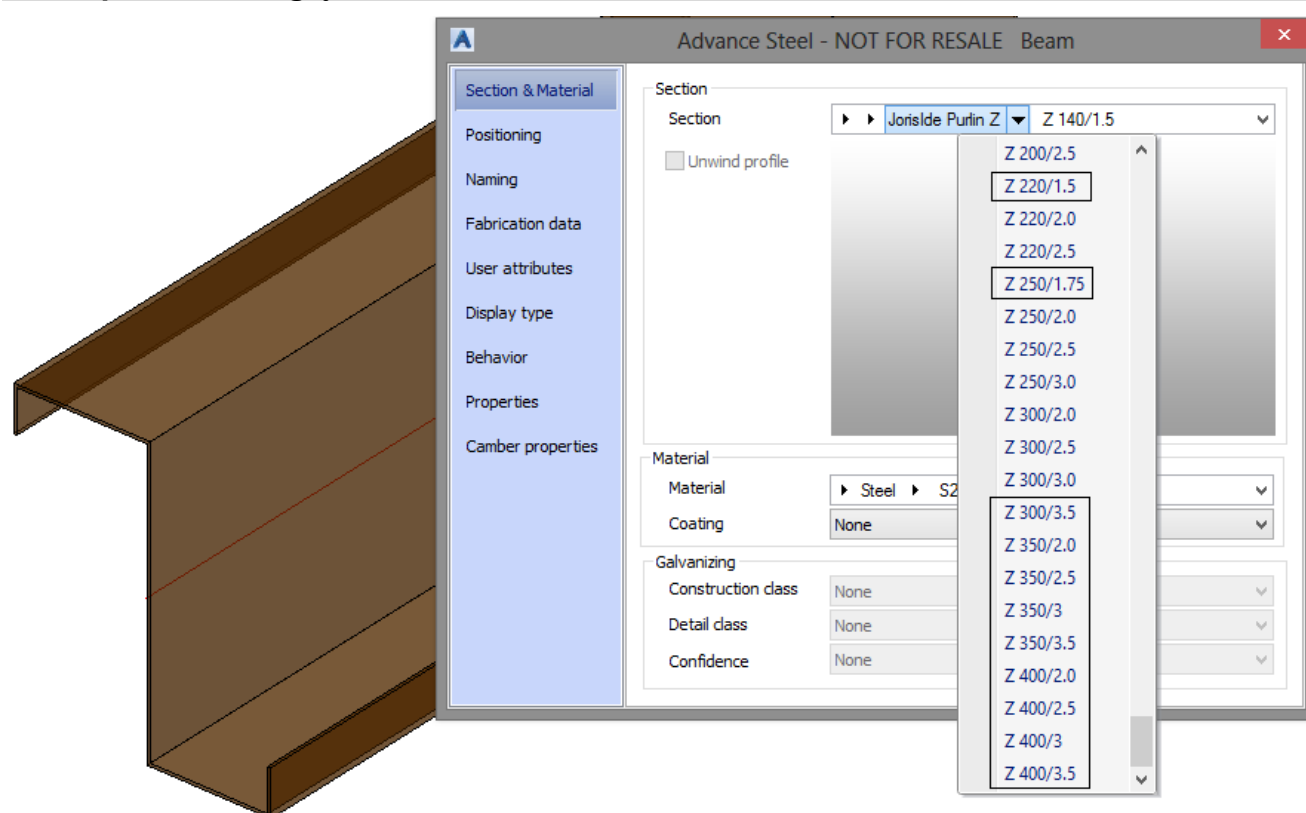 Advance Steel - NOT FOR RESALE Beam
Section & Material
Positioning
Naming
Fabrication data
User attributes
Display type
Behavior
Properties
Camber properties
Section
Section
JorisIde Purlin Z
Z 140/1.5
Unwind profile
Z 200/2.5
Z 220/1.5
Z 220/2.0
Z 220/2.5
Z 250/1.75
Z 250/2.0
Z 250/2.5
Z 250/3.0
Z 300/2.0
Z 300/2.5
Z 300/3.0
Z 300/3.5
Z 350/2.0
Z 350/2.5
Z 350/3
Z 350/3.5
Z 400/2.0
Z 400/2.5
Z 400/3
Z 400/3.5
Material
Material
Steel
S2
Coating
None
Galvanizing
Construction class
None
Detail class
None
Confidence
None